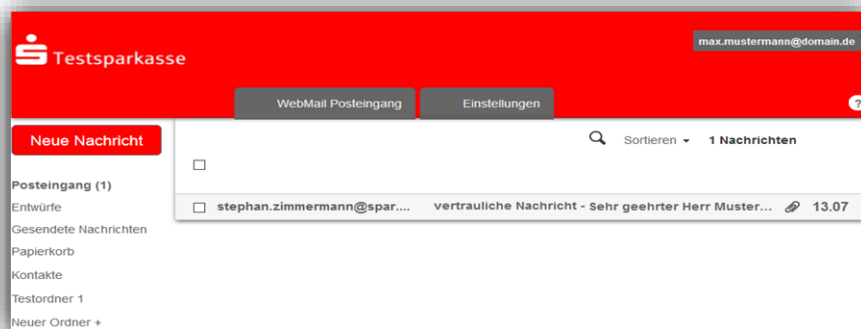 max.mustermann@domain.de
Testsparkasse
WebMail Posteingang
Einstellungen
?
Neue Nachricht
Sortieren
1 Nachrichten
Posteingang (1)
stephan.zimmermann@spar.... vertrauliche Nachricht - Sehr geehrter Herr Muster... 13.07
Entwürfe
Gesendete Nachrichten
Papierkorb
Kontakte
Testordner 1
Neuer Ordner +